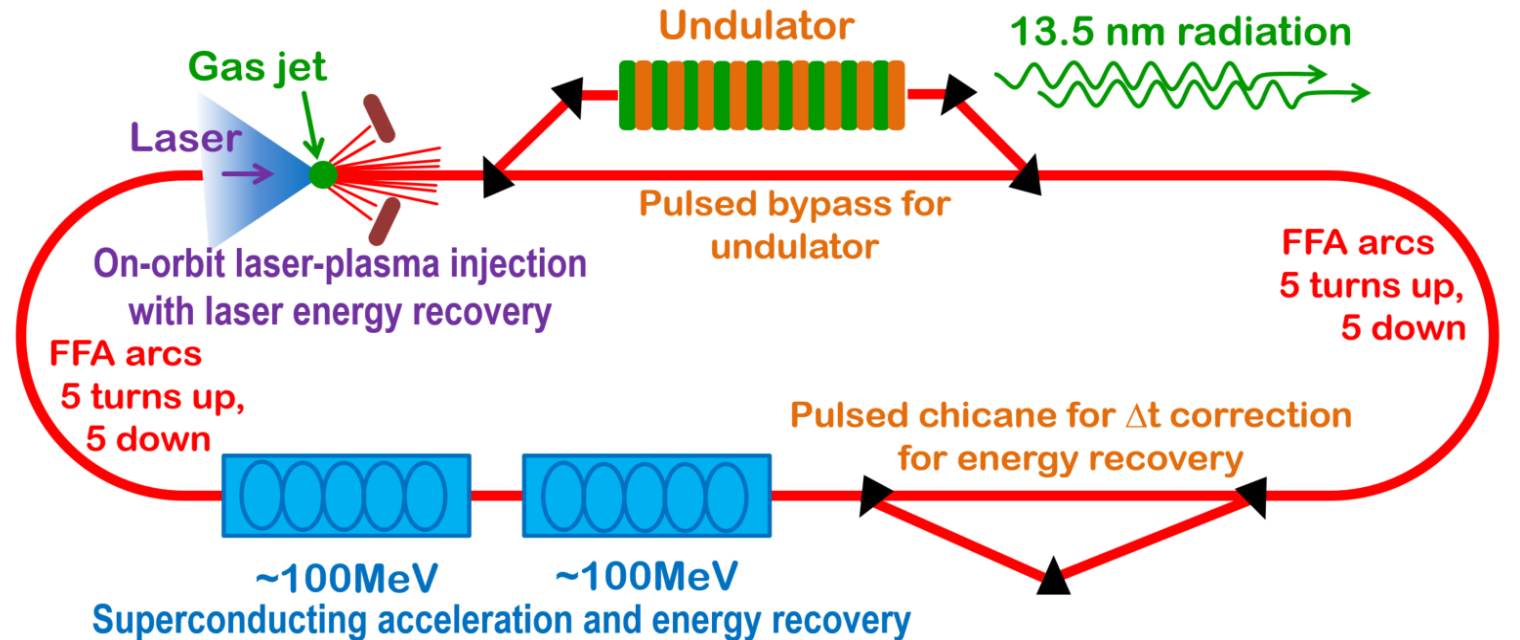 Undulator
13.5 nm radiation
Gas jet
Laser
Pulsed bypass for
undulator
On-orbit laser-plasma injection
with laser energy recovery
FFA arcs
5 turns up,
5 down
FFA arcs
5 turns up,
5 down
Pulsed chicane for Δt correction
for energy recovery
~100MeV
~100MeV
Superconducting acceleration and energy recovery